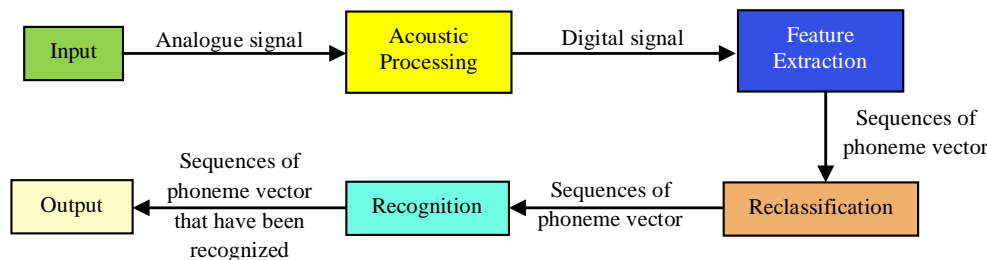 Input
Analogue signal
Acoustic
Processing
Digital signal
Feature
Extraction
Sequences of
phoneme vector
Reclassification
Sequences of
phoneme vector
Recognition
Sequences of
phoneme vector
that have been
recognized
Output